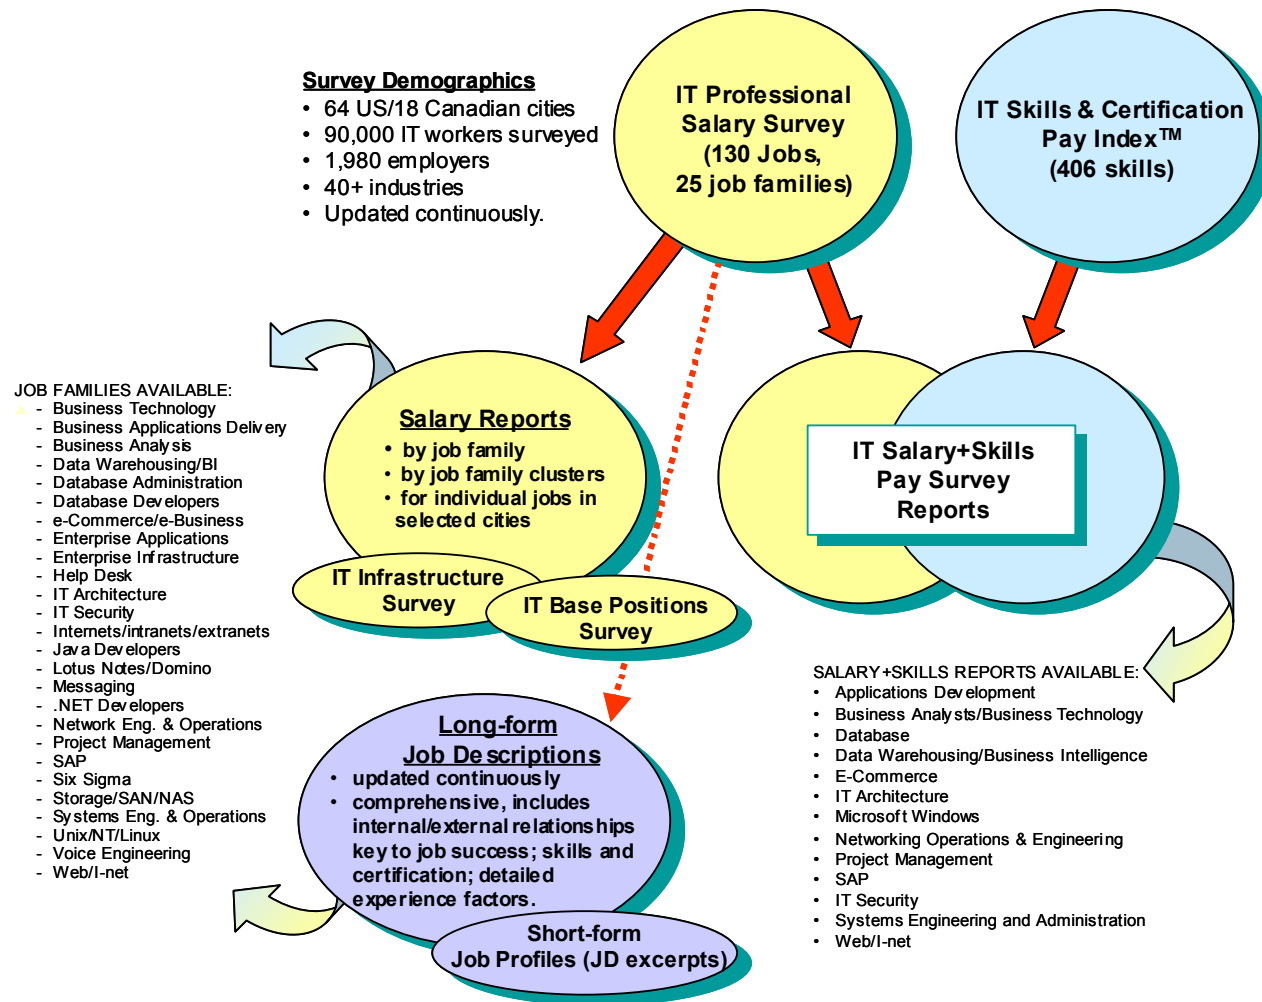 Survey Demographics
• 64 US/18 Canadian cities
• 90,000 IT workers surveyed
• 1,980 employers
• 40+ industries
• Updated continuously.
IT Professional
Salary Survey
(130 Jobs,
25 job families)
IT Skills & Certification
Pay Index™
(406 skills)
Salary Reports
• by job family
• by job family clusters
• for individual jobs in
selected cities
IT Infrastructure
Survey
IT Base Positions
Survey
IT Salary+Skills
Pay Survey
Reports
JOB FAMILIES AVAILABLE:
- Business Technology
- Business Applications Delivery
- Business Analysis
- Data Warehousing/BI
- Database Administration
- Database Developers
- e-Commerce/e-Business
- Enterprise Applications
- Enterprise Infrastructure
- Help Desk
- IT Architecture
- IT Security
- Internets/intranets/extranets
- Java Developers
- Lotus Notes/Domino
- Messaging
- .NET Developers
- Network Eng. & Operations
- Project Management
- SAP
- Six Sigma
- Storage/SAN/NAS
- Systems Eng. & Operations
- Unix/NT/Linux
- Voice Engineering
- Web/I-net
Long-form
Job Descriptions
• updated continuously
• comprehensive, includes
internal/external relationships
key to job success; skills and
certification; detailed
experience factors.
Short-form
Job Profiles (JD excerpts)
SALARY+SKILLS REPORTS AVAILABLE:
• Applications Development
• Business Analysts/Business Technology
• Database
• Data Warehousing/Business Intelligence
• E-Commerce
• IT Architecture
• Microsoft Windows
• Networking Operations & Engineering
• Project Management
• SAP
• IT Security
• Systems Engineering and Administration
• Web/I-net